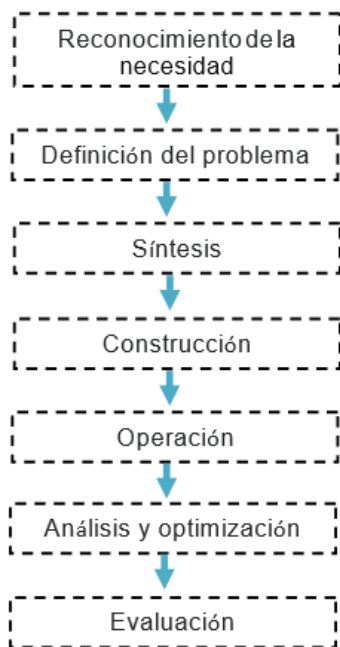 Reconocimiento de la
necesidad
Definición del problema
Síntesis
Construcción
Operación
Análisis y optimización
Evaluación